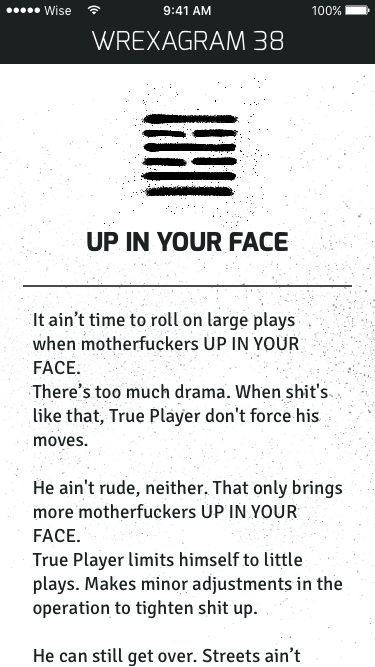 Wise 9:41 AM 100%
WREXAGRAM 38
UP IN YOUR FACE
It ain’t time to roll on large plays
when motherfuckers UP IN YOUR
FACE.
There’s too much drama. When shit's
like that, True Player don't force his
moves.
He ain't rude, neither. That only brings
more motherfuckers UP IN YOUR
FACE.
True Player limits himself to little
plays. Makes minor adjustments in the
operation to tighten shit up.
He can still get over. Streets ain’t